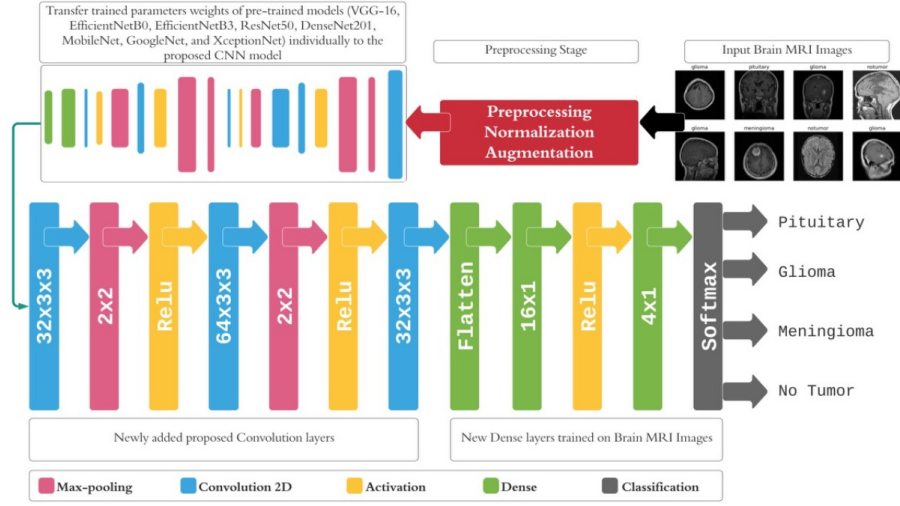 Transfer trained parameters weights of pre-trained models (VGG-16,
EfficientNetB0, EfficientNetB3, ResNet50, DenseNet201,
MobileNet, GoogleNet, and XceptionNet) individually to the
proposed CNN model
Preprocessing Stage
Input Brain MRI Images
glioma
pituitary
glioma
notumor
Preprocessing
Normalization
Augmentation
glioma
meningioma
notumor
glioma
32x3x3
2x2
Relu
64x3x3
2x2
Relu
32x3x3
Flatten
16x1
Relu
4x1
Softmax
Pituitary
Glioma
Meningioma
No Tumor
Newly added proposed Convolution layers
New Dense layers trained on Brain MRI Images
Max-pooling
Convolution 2D
Activation
Dense
Classification